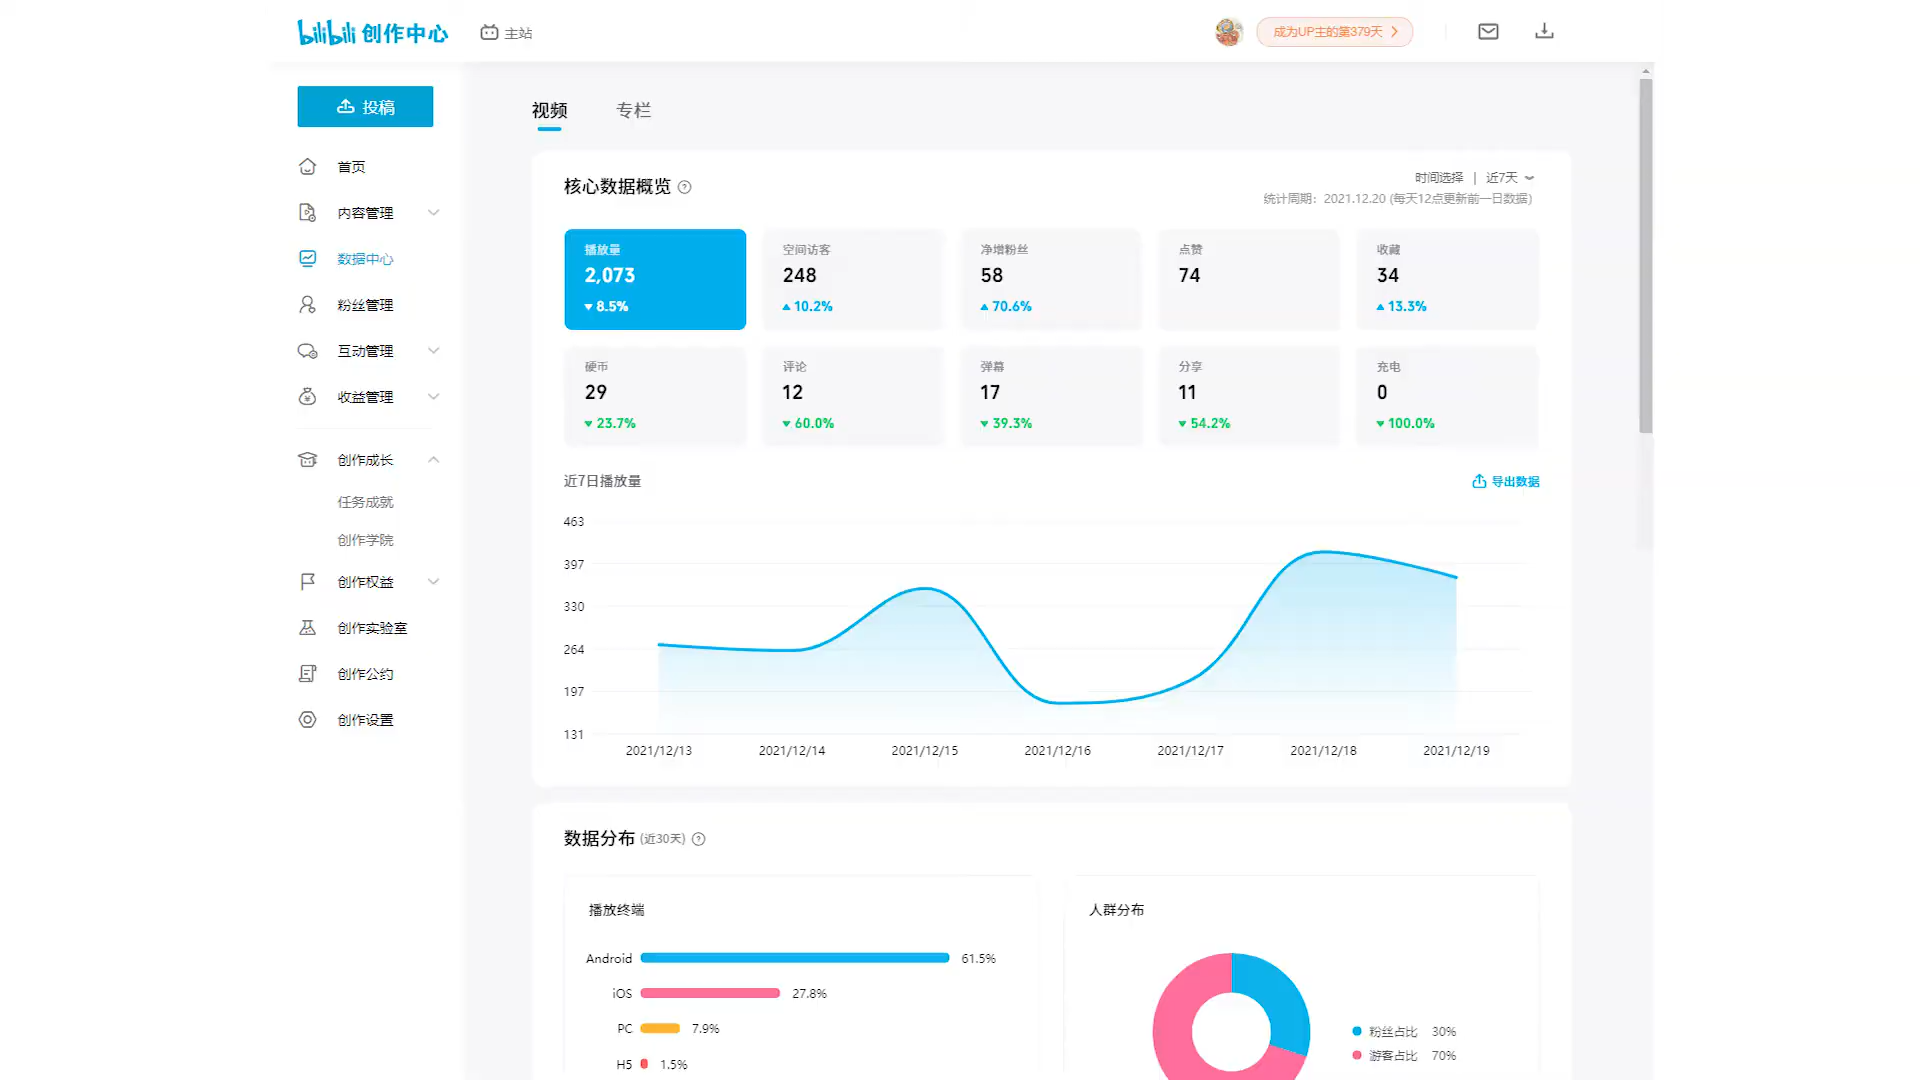 bilibili 创作中心
主站
成为UP主的第379天
投稿
首页
内容管理
数据中心
粉丝管理
互动管理
收益管理
创作成长
任务成就
创作学院
创作权益
创作实验室
创作公约
创作设置
视频
专栏
核心数据概览
时间选择 | 近7天
统计周期：2021.12.20 (每天12点更新前一日数据)
播放量
2,073
8.5%
空间访客
248
10.2%
净增粉丝
58
70.6%
点赞
74
收藏
34
13.3%
硬币
29
23.7%
评论
12
60.0%
弹幕
17
39.3%
分享
11
54.2%
充电
0
100.0%
近7日播放量
导出数据
463
397
330
264
197
131
2021/12/13
2021/12/14
2021/12/15
2021/12/16
2021/12/17
2021/12/18
2021/12/19
数据分布 (近30天)
播放终端
Android 61.5%
iOS 27.8%
PC 7.9%
H5 1.5%
人群分布
粉丝占比 30%
游客占比 70%